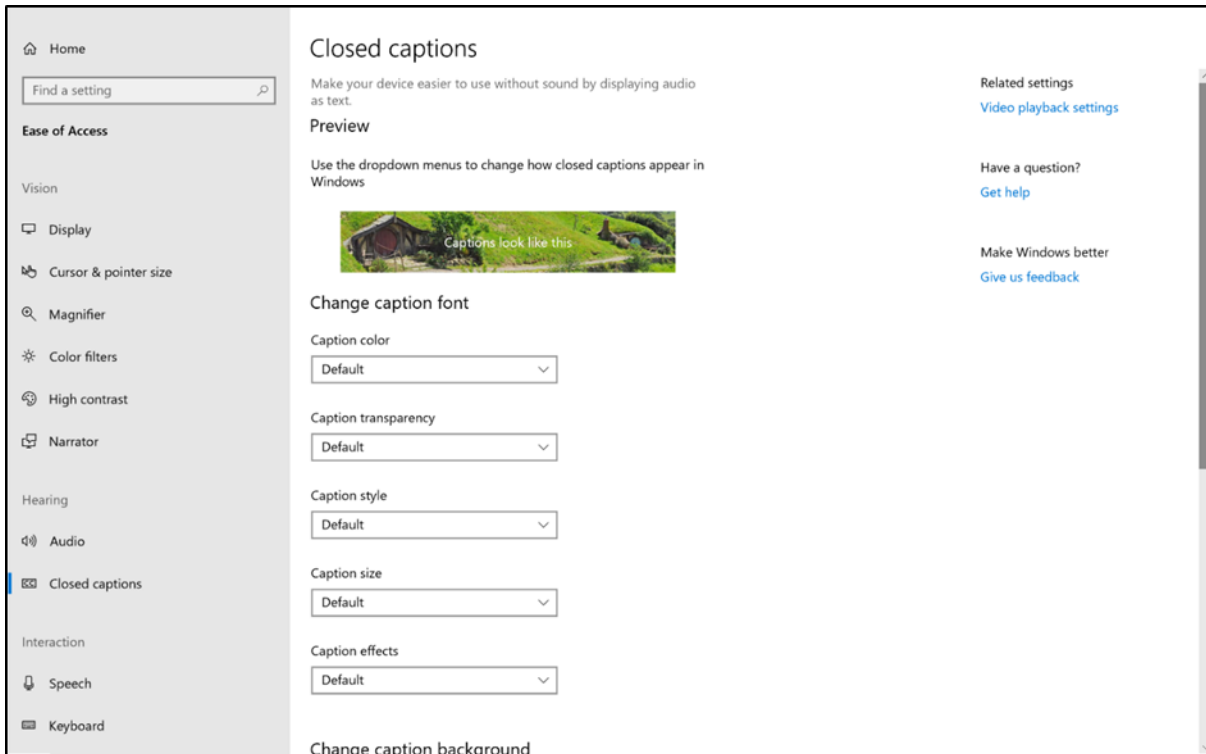 Home
Find a setting
Ease of Access
Vision
Display
Cursor & pointer size
Magnifier
Color filters
High contrast
Narrator
Hearing
Audio
Closed captions
Interaction
Speech
Keyboard
Closed captions
Make your device easier to use without sound by displaying audio
as text.
Preview
Use the dropdown menus to change how closed captions appear in
Windows
Captions look like this
Change caption font
Caption color
Default
Caption transparency
Default
Caption style
Default
Caption size
Default
Caption effects
Default
Change caption background
Related settings
Video playback settings
Have a question?
Get help
Make Windows better
Give us feedback